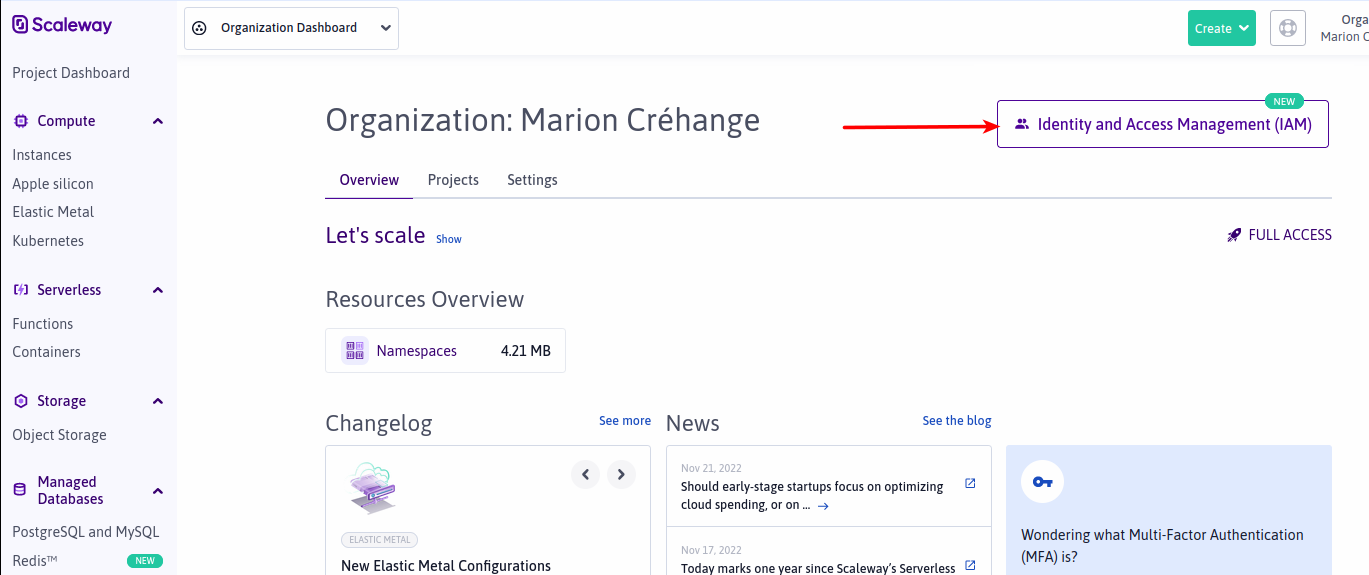 Scaleway
Organization Dashboard
Create
Orga
Marion C
Project Dashboard
Compute
Instances
Apple silicon
Elastic Metal
Kubernetes
Serverless
Functions
Containers
Storage
Object Storage
Managed
Databases
PostgreSQL and MySQL
Redis™ NEW
Organization: Marion Créhange
NEW
Identity and Access Management (IAM)
Overview Projects Settings
Let's scale Show
FULL ACCESS
Resources Overview
Namespaces 4.21 MB
Changelog See more
ELASTIC METAL
New Elastic Metal Configurations
News See the blog
Nov 21, 2022
Should early-stage startups focus on optimizing
cloud spending, or on ... →
Nov 17, 2022
Today marks one year since Scaleway’s Serverless
Wondering what Multi-Factor Authentication
(MFA) is?